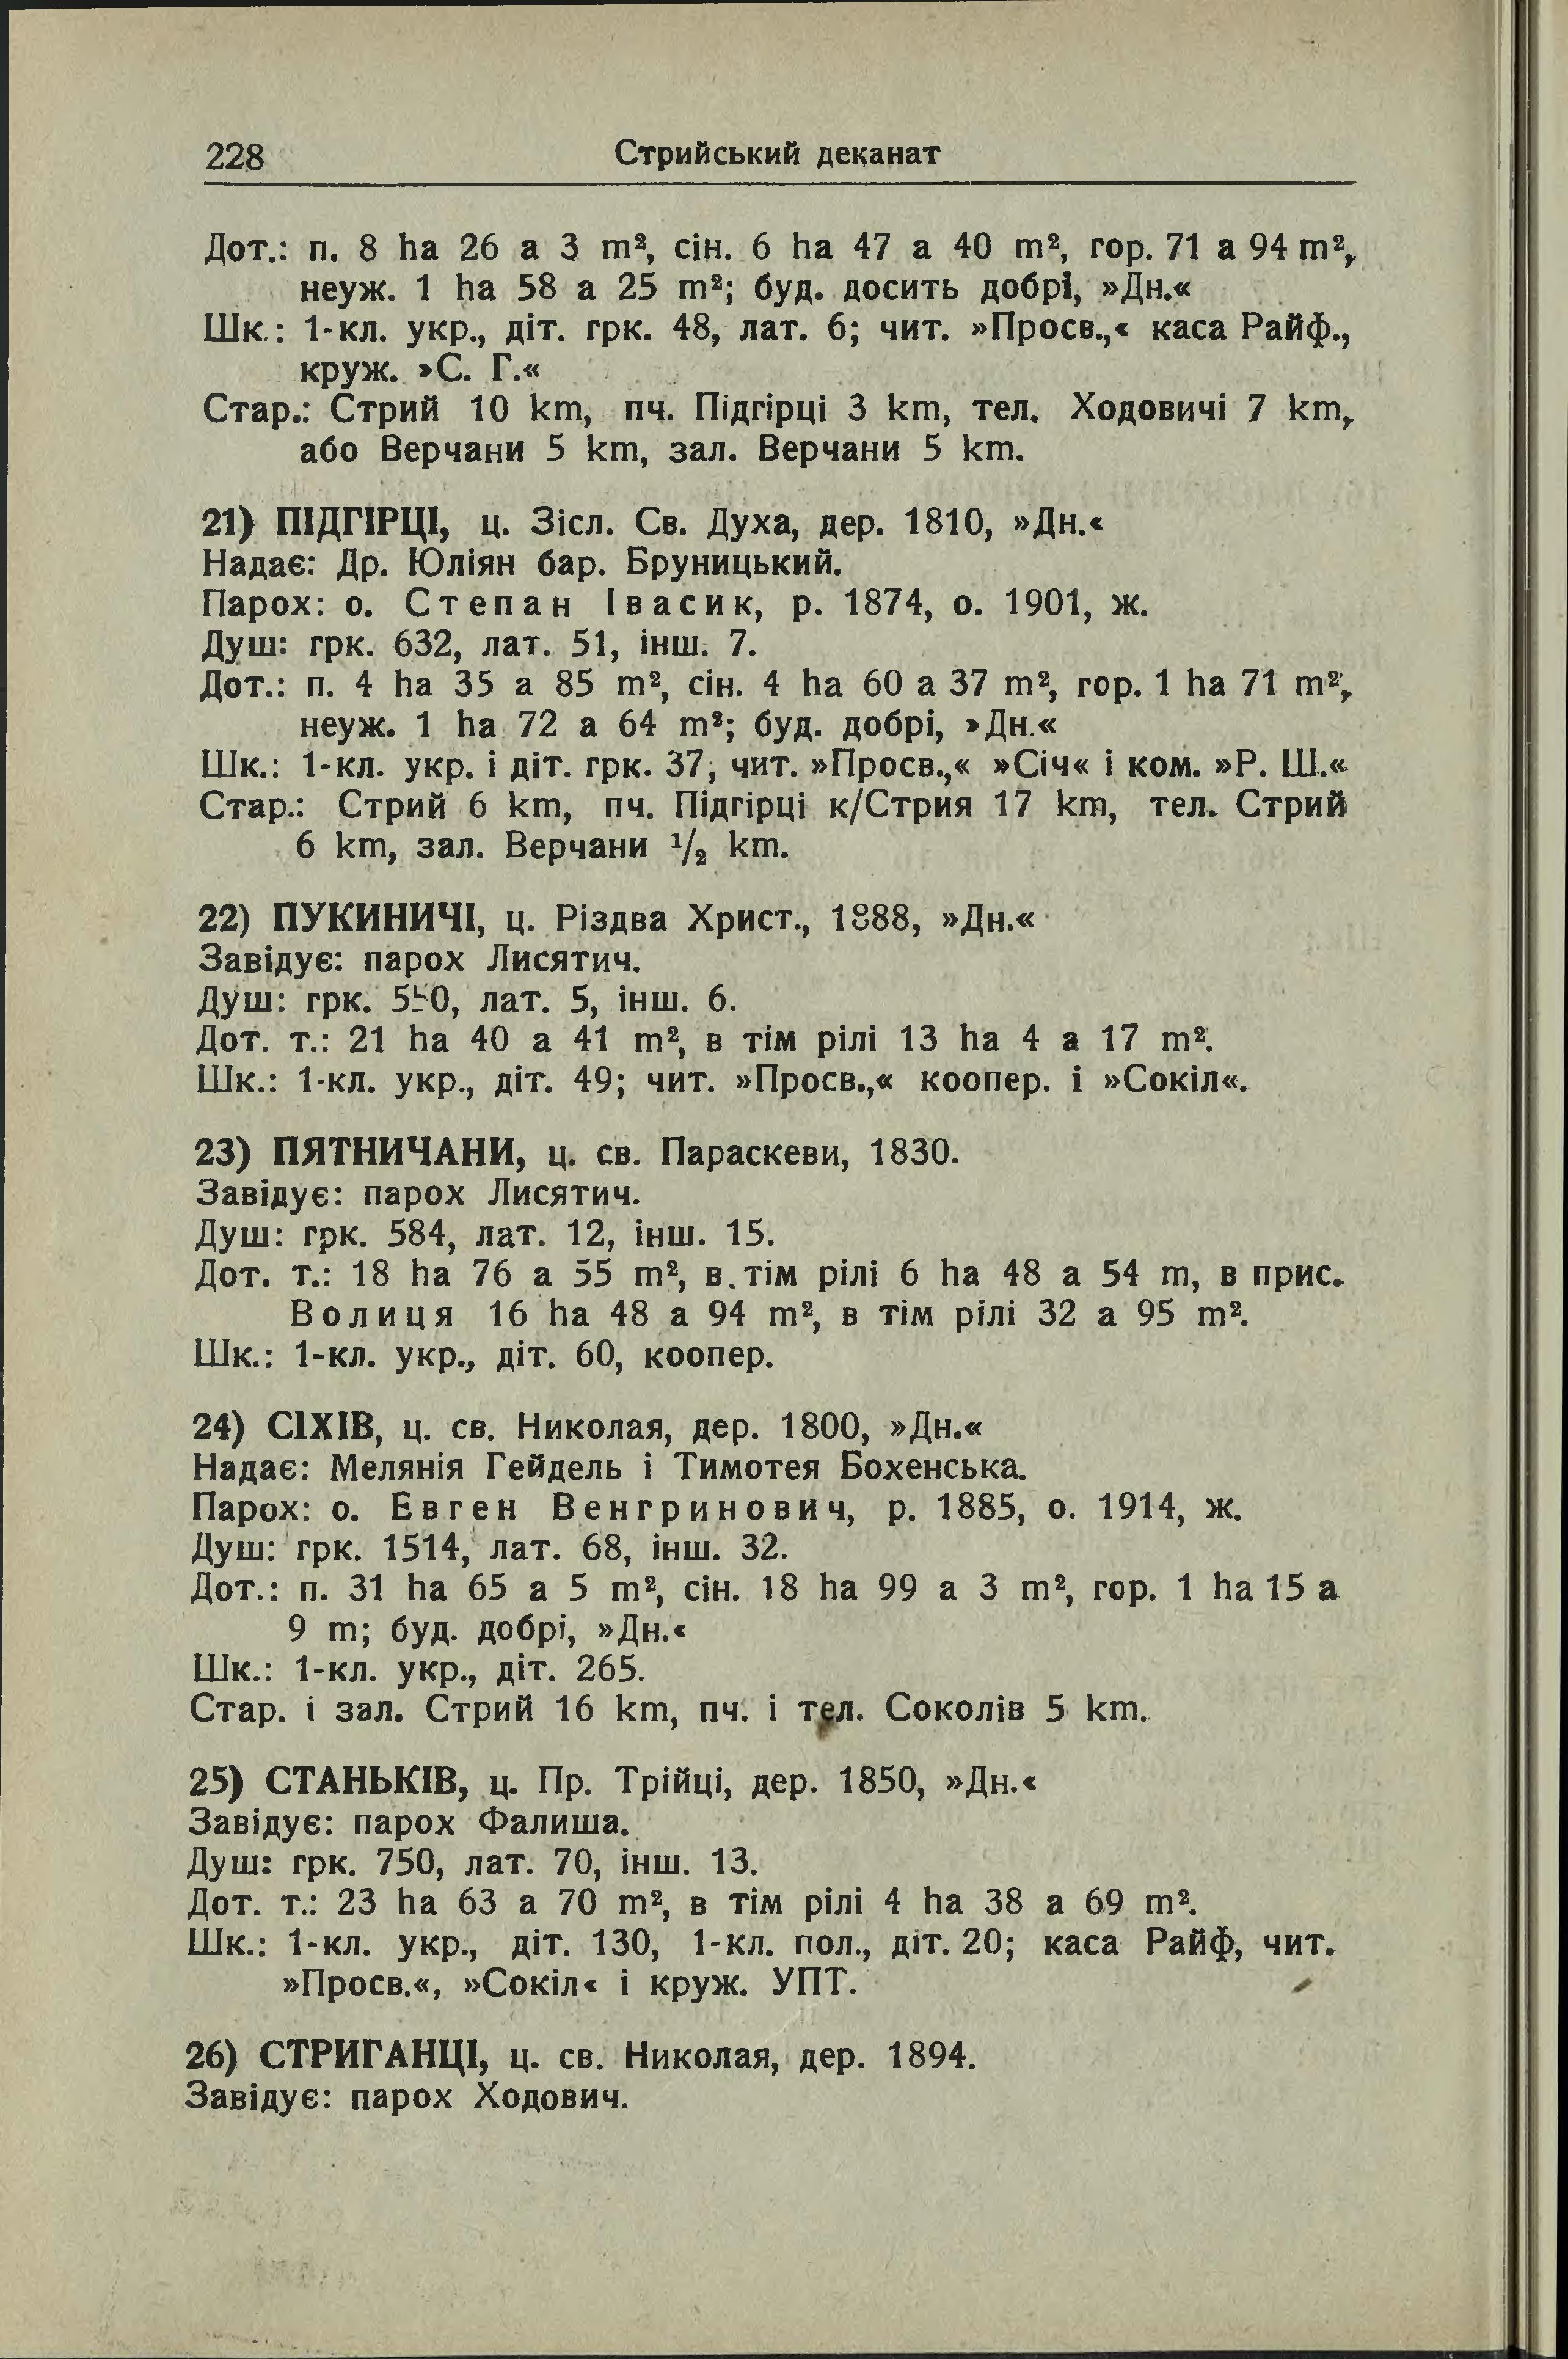 228 Стрийський деканат
Дот.: п. 8 ha 26 a 3 m², сін. 6 ha 47 a 40 m², гор. 71 a 94 m²,
неуж. 1 ha 58 a 25 m²; буд. досить добрі, »Дн.«
Шк.: 1-кл. укр., діт. грк. 48, лат. 6; чит. »Просв.,« каса Райф.,
круж. »С. Г.«
Стар.: Стрий 10 km, пч. Підгірці 3 km, тел. Ходовичі 7 km,
або Верчани 5 km, зал. Верчани 5 km.
21) ПІДГІРЦІ, ц. Зісл. Св. Духа, дер. 1810, »Дн.«
Надає: Др. Юліян бар. Бруницький.
Парох: о. Степан Івасик, р. 1874, о. 1901, ж.
Душ: грк. 632, лат. 51, інш. 7.
Дот.: п. 4 ha 35 a 85 m², сін. 4 ha 60 a 37 m², гор. 1 ha 71 m²,
неуж. 1 ha 72 a 64 m²; буд. добрі, »Дн.«
Шк.: 1-кл. укр. і діт. грк. 37, чит. »Просв.,« »Січ« і ком. »Р. Ш.«
Стар.: Стрий 6 km, пч. Підгірці к/Стрия 17 km, тел. Стрий
6 km, зал. Верчани ½ km.
22) ПУКИНИЧІ, ц. Різдва Христ., 1888, »Дн.«
Завідує: парох Лисятич.
Душ: грк. лат. 5, інш. 6.
Дот. т.: 21 ha 40 a 41 m², в тім рілі 13 ha 4 a 17 m².
Шк.: 1-кл. укр., діт. 49; чит. »Просв.,« коопер. і »Сокіл«.
23) ПЯТНИЧАНИ, ц. св. Параскеви, 1830.
Завідує: парох Лисятич.
Душ: грк. 584, лат. 12, інш. 15.
Дот. т.: 18 ha 76 a 55 m², в тім рілі 6 ha 48 a 54 m, в прис.
Волиця 16 ha 48 a 94 m², в тім рілі 32 a 95 m².
Шк.: 1-кл. укр., діт. 60, коопер.
24) СІХІВ, ц. св. Николая, дер. 1800, »Дн.«
Надає: Мелянія Гейдель і Тимотея Бохенська.
Парох: о. Евген Венгринович, р. 1885, о. 1914, ж.
Душ: грк. 1514, лат. 68, інш. 32.
Дот.: п. 31 ha 65 a 5 m², сін. 18 ha 99 a 3 m², гор. 1 ha 15 a
9 m; буд. добрі, »Дн.«
Шк.: 1-кл. укр., діт. 265.
Стар. і зал. Стрий 16 km, пч. і тел. Соколів 5 km.
25) СТАНЬКІВ, ц. Пр. Трійці, дер. 1850, »Дн.«
Завідує: парох Фалиша.
Душ: грк. 750, лат. 70, інш. 13.
Дот. т.: 23 ha 63 a 70 m², в тім рілі 4 ha 38 a 69 m².
Шк.: 1-кл. укр., діт. 130, 1-кл. пол., діт. 20; каса Райф, чит.
»Просв.«, »Сокіл« і круж. УПТ.
26) СТРИГАНЦІ, ц. св. Николая, дер. 1894.
Завідує: парох Ходович.